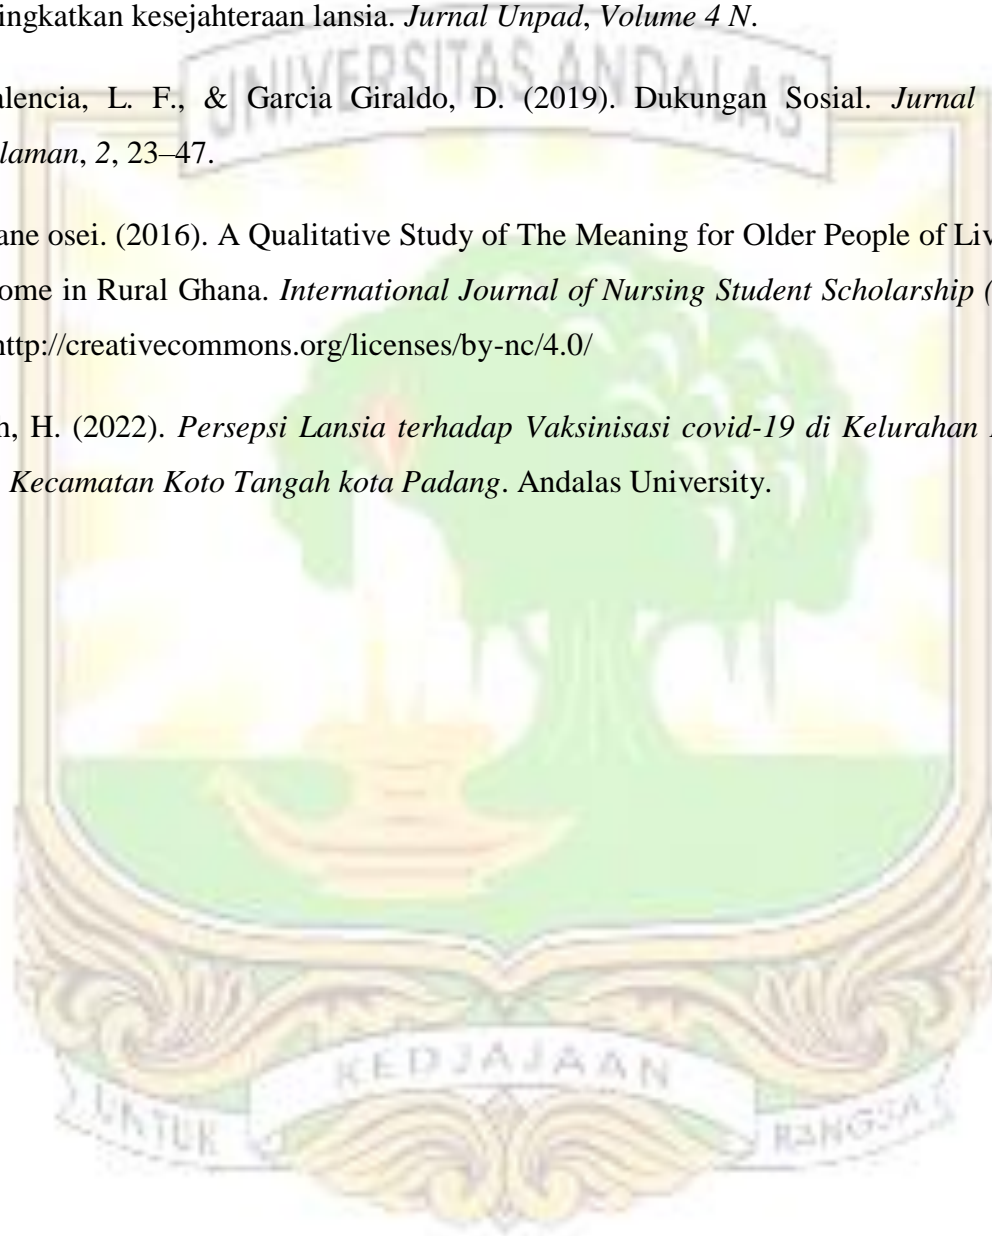 ingkatkan kesejahteraan lansia. Jurnal Unpad, Volume 4 N.
UNIVERSITAS ANDALAS
alencia, L. F., & Garcia Giraldo, D. (2019). Dukungan Sosial. Jurnal
laman, 2, 23–47.
ane osei. (2016). A Qualitative Study of The Meaning for Older People of Liv
ome in Rural Ghana. International Journal of Nursing Student Scholarship (
http://creativecommons.org/licenses/by-nc/4.0/
h, H. (2022). Persepsi Lansia terhadap Vaksinisasi covid-19 di Kelurahan
Kecamatan Koto Tangah kota Padang. Andalas University.
KEDJAJAAN
UNTUK
BANGSA